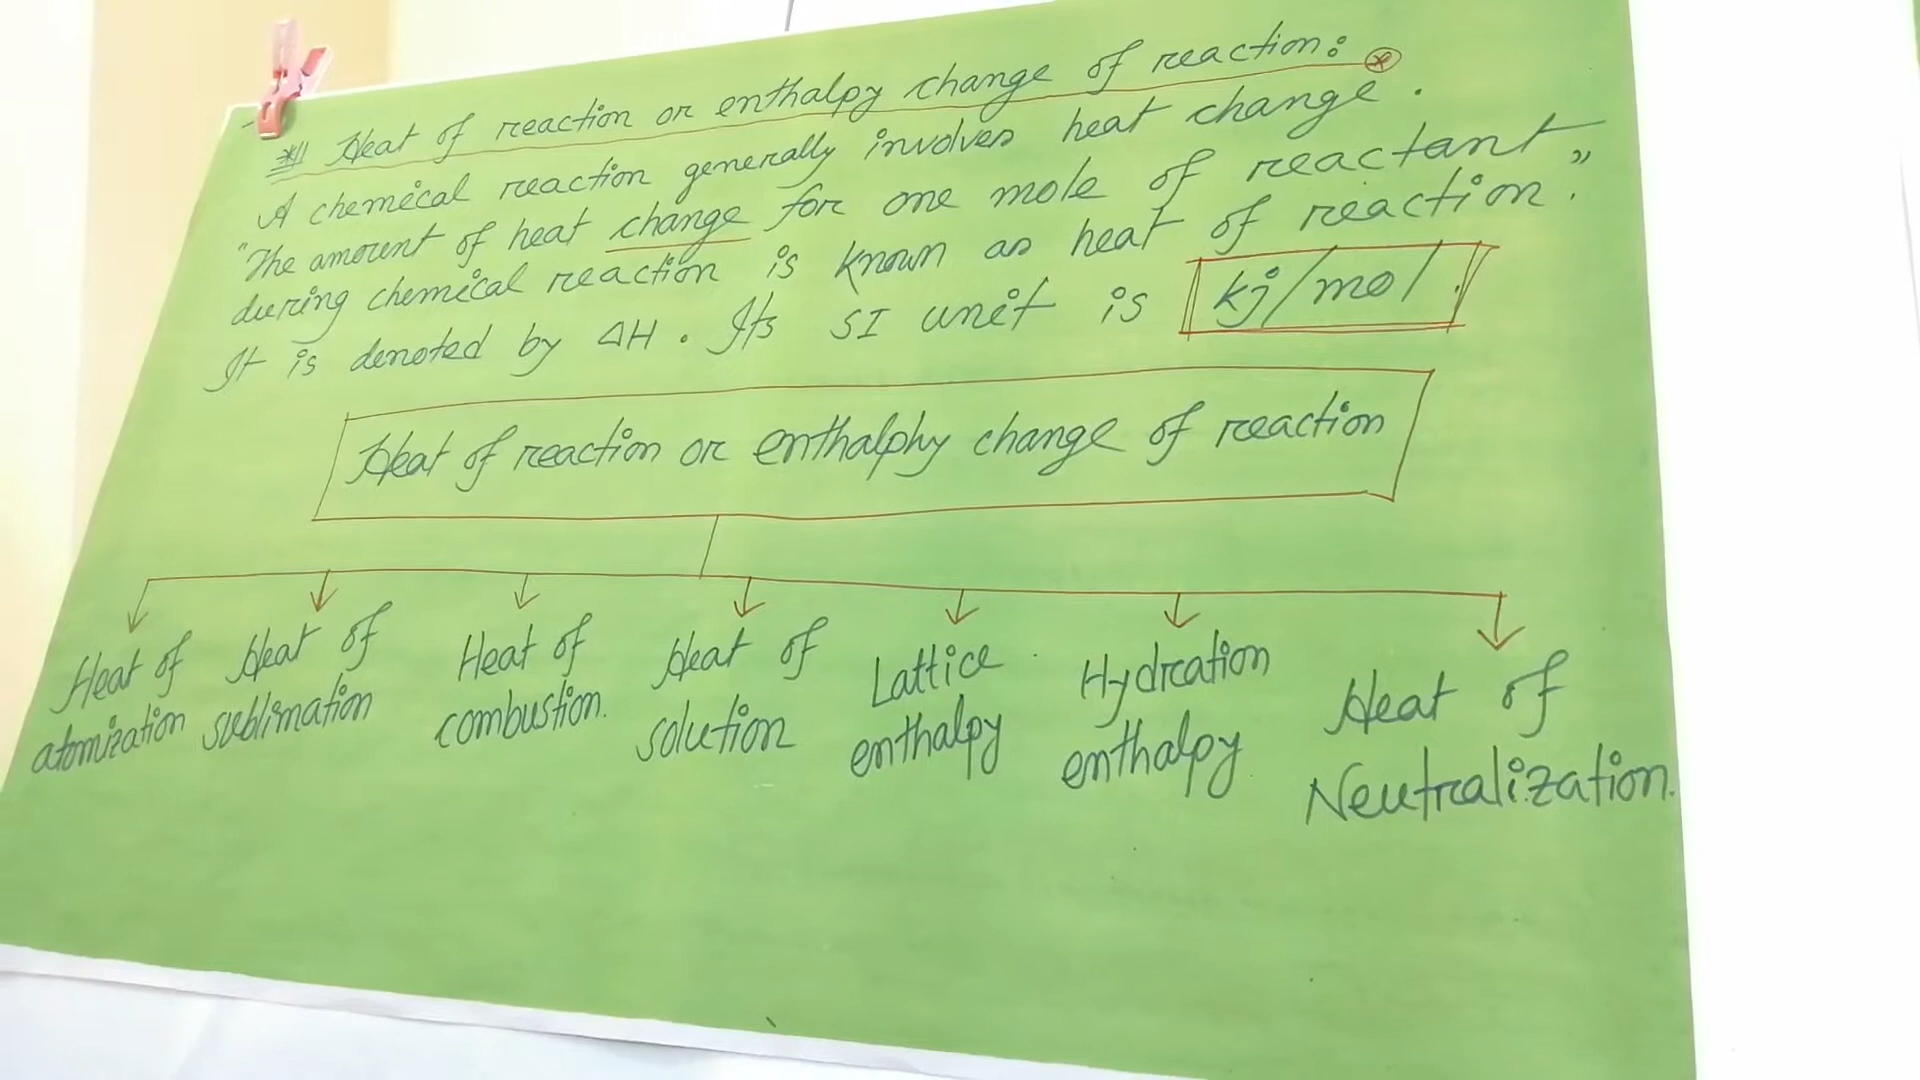 Heat of reaction or enthalpy change of reaction:
A chemical reaction generally involves heat change.
"The amount of heat change for one mole of reactant
during chemical reaction is known as heat of reaction."
It is denoted by ΔH. Its SI unit is kj/mol.
Heat of reaction or enthalphy change of reaction
Heat of
atomization
Heat of
sublimation
Heat of
combustion.
Heat of
solution
Lattice
enthalpy
Hydration
enthalpy
Heat of
Neutralization.